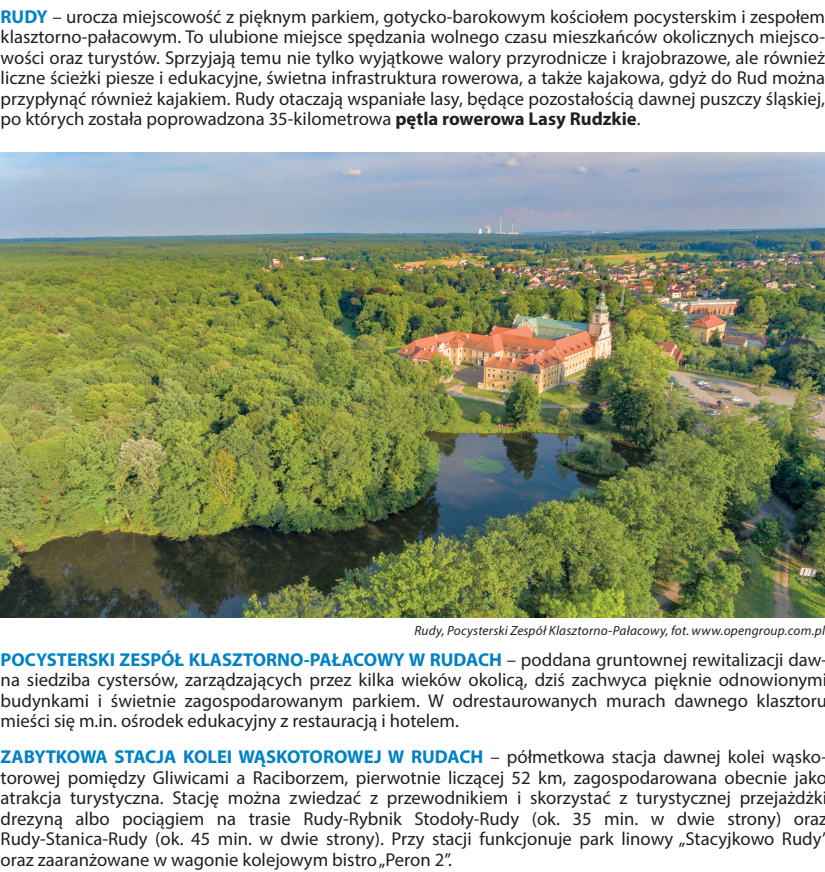 RUDY – urocza miejscowość z pięknym parkiem, gotycko-barokowym kościołem pocysterskim i zespołem
klasztorno-pałacowym. To ulubione miejsce spędzania wolnego czasu mieszkańców okolicznych miejsco-
wości oraz turystów. Sprzyjają temu nie tylko wyjątkowe walory przyrodnicze i krajobrazowe, ale również
liczne ścieżki piesze i edukacyjne, świetna infrastruktura rowerowa, a także kajakowa, gdyż do Rud można
przypłynąć również kajakiem. Rudy otaczają wspaniałe lasy, będące pozostałością dawnej puszczy śląskiej,
po których została poprowadzona 35-kilometrowa pętla rowerowa Lasy Rudzkie.
Rudy, Pocysterski Zespół Klasztorno-Pałacowy, fot. www.opengroup.com.pl
POCYSTERSKI ZESPÓŁ KLASZTORNO-PAŁACOWY W RUDACH – poddana gruntownej rewitalizacji daw-
na siedziba cystersów, zarządzających przez kilka wieków okolicą, dziś zachwyca pięknie odnowionymi
budynkami i świetnie zagospodarowanym parkiem. W odrestaurowanych murach dawnego klasztoru
mieści się m.in. ośrodek edukacyjny z restauracją i hotelem.
ZABYTKOWA STACJA KOLEI WĄSKOTOROWEJ W RUDACH – półmetkowa stacja dawnej kolei wąsko-
torowej pomiędzy Gliwicami a Raciborzem, pierwotnie liczącej 52 km, zagospodarowana obecnie jako
atrakcja turystyczna. Stację można zwiedzać z przewodnikiem i skorzystać z turystycznej przejażdżki
drezyną albo pociągiem na trasie Rudy-Rybnik Stodoły-Rudy (ok. 35 min. w dwie strony) oraz
Rudy-Stanica-Rudy (ok. 45 min. w dwie strony). Przy stacji funkcjonuje park linowy „Stacyjkowo Rudy”
oraz zaaranżowane w wagonie kolejowym bistro „Peron 2”.